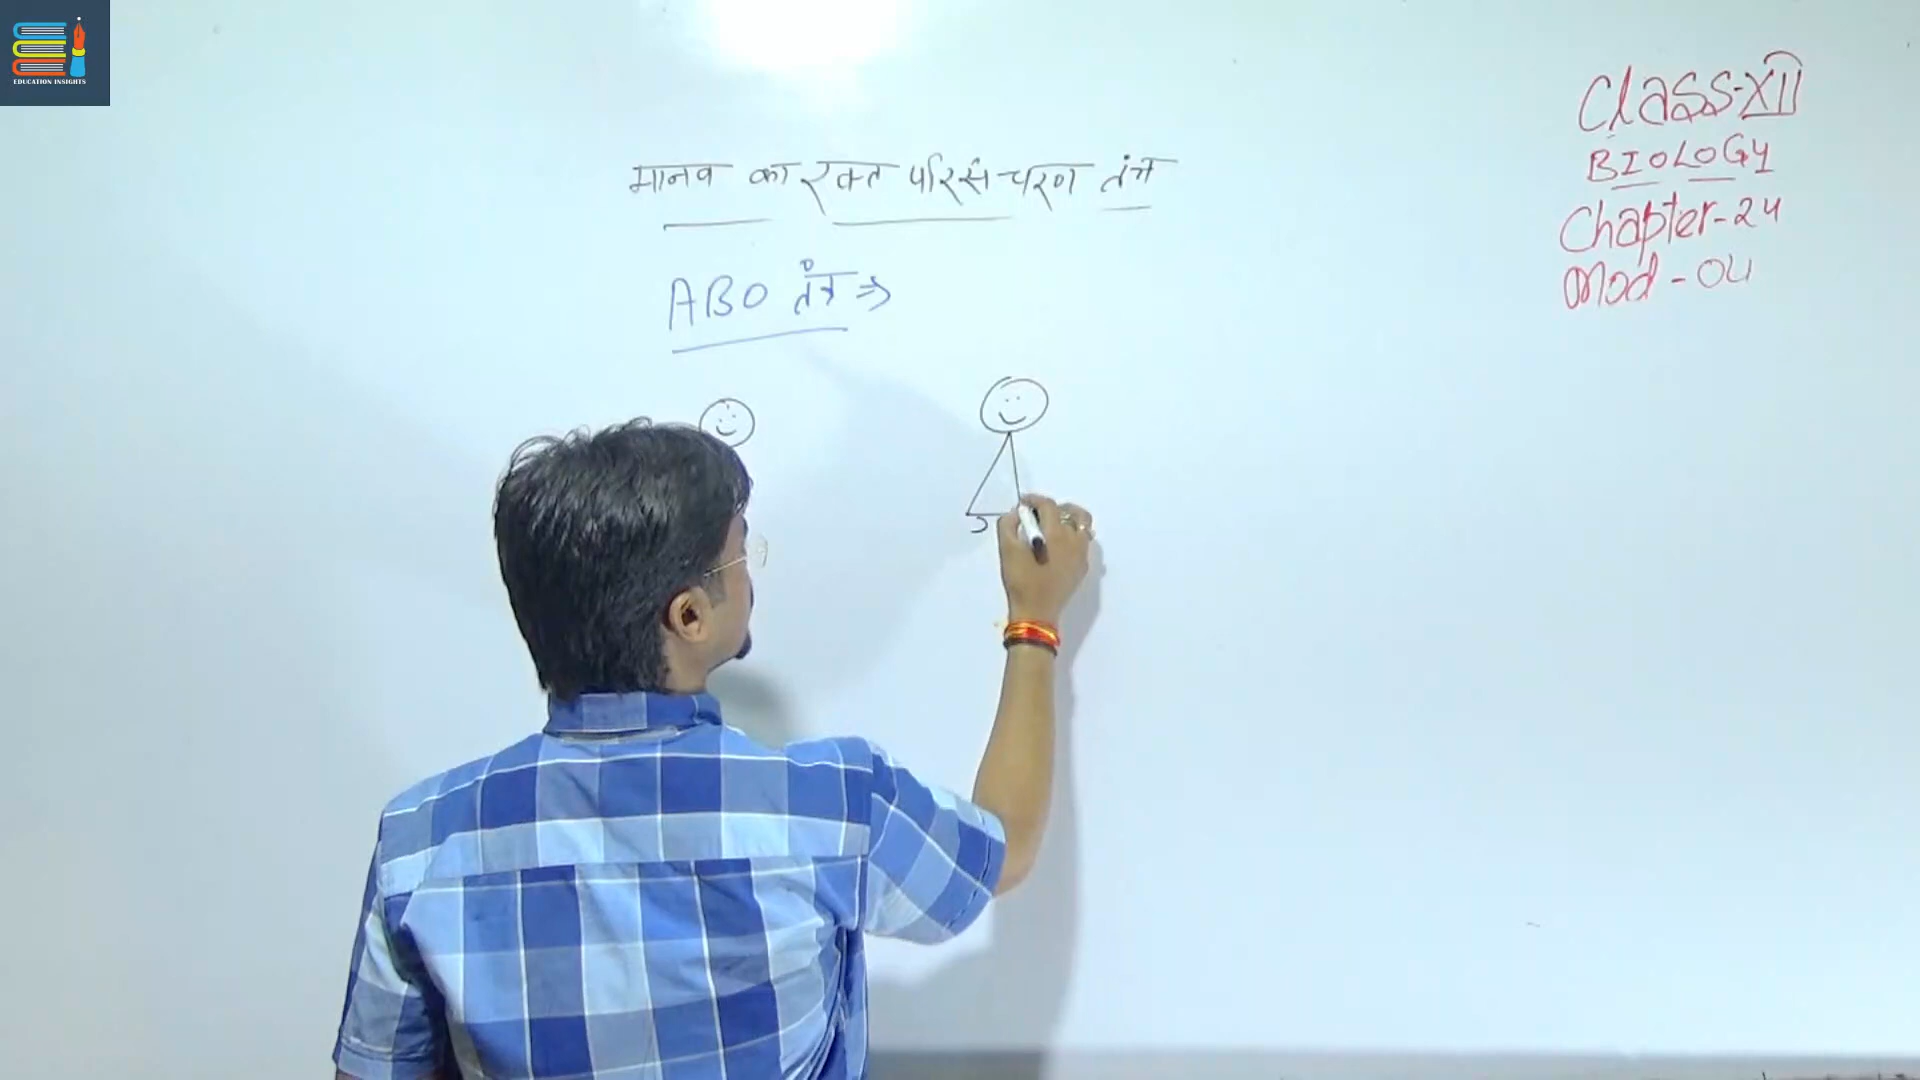 EDUCATION INSIGHTS
मानव का रक्त परिसंचरण तंत्र
ABO तंत्र ⇒
Class-XII
BIOLOGY
Chapter-24
Mod-04